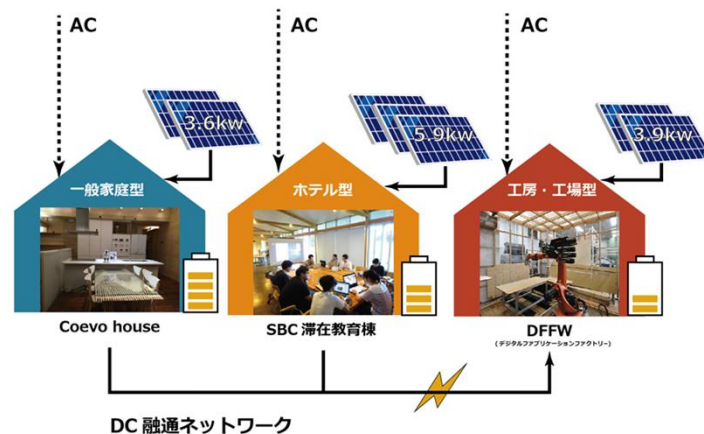 AC
AC
AC
3.6kw
5.9kw
3.9kw
一般家庭型
ホテル型
工房・工場型
Coevo house
SBC 滞在教育棟
DFFW
(デジタルファブリケーションファクトリー)
DC 融通ネットワーク